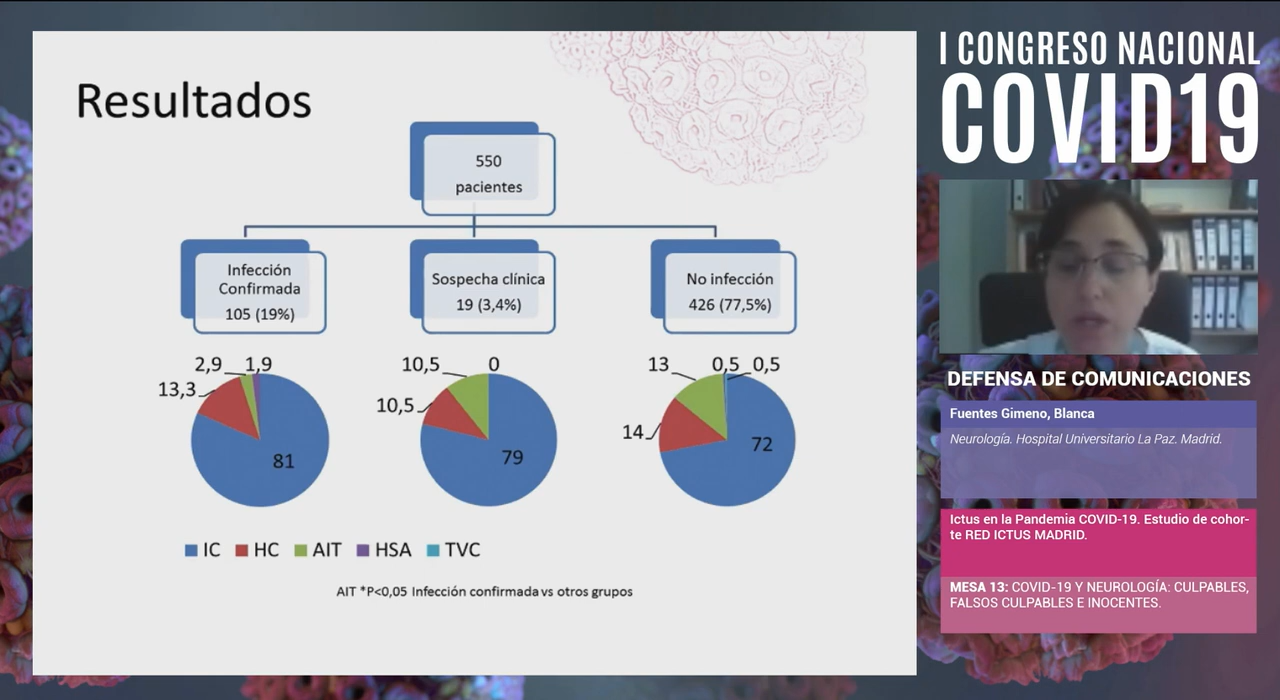 Resultados
550
pacientes
Infección
Confirmada
105 (19%)
Sospecha clínica
19 (3,4%)
No infección
426 (77,5%)
2,9
1,9
13,3
81
10,5
0
10,5
79
13
0,5
0,5
14
72
IC
HC
AIT
HSA
TVC
AIT *P<0,05 Infección confirmada vs otros grupos
I CONGRESO NACIONAL
COVID19
DEFENSA DE COMUNICACIONES
Fuentes Gimeno, Blanca
Neurología. Hospital Universitario La Paz. Madrid.
Ictus en la Pandemia COVID-19. Estudio de cohor-
te RED ICTUS MADRID.
MESA 13: COVID-19 Y NEUROLOGÍA: CULPABLES,
FALSOS CULPABLES E INOCENTES.